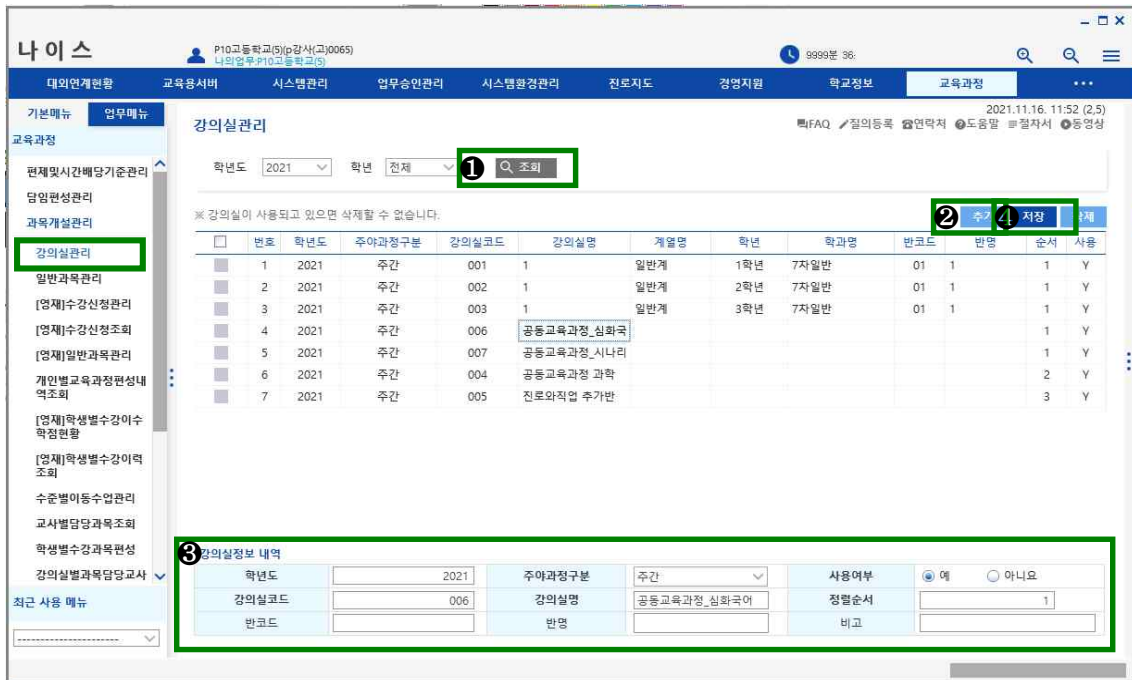 나이스
P10고등학교(5)(p강사(고)0065)
나의업무:P10고등학교(5)
9999분 36:
대외연계현황 교육용서버 시스템관리 업무승인관리 시스템환경관리 진로지도 경영지원 학교정보 교육과정 ...
기본메뉴 업무메뉴
교육과정
편제및시간배당기준관리
담임편성관리
과목개설관리
강의실관리
일반과목관리
[영재]수강신청관리
[영재]수강신청조회
[영재]일반과목관리
개인별교육과정편성내
역조회
[영재]학생별수강이수
학점현황
[영재]학생별수강이력
조회
수준별이동수업관리
교사별담당과목조회
학생별수강과목편성
강의실별과목담당교사
최근 사용 메뉴
----------------------
강의실관리
2021.11.16. 11:52 (2,5)
FAQ 질의등록 연락처 도움말 절차서 동영상
학년도 2021 학년 전체 ❶ 조회
※ 강의실이 사용되고 있으면 삭제할 수 없습니다.
❷ 추가 ❹ 저장 삭제
번호 학년도 주야과정구분 강의실코드 강의실명 계열명 학년 학과명 반코드 반명 순서 사용
1 2021 주간 001 1 일반계 1학년 7차일반 01 1 1 Y
2 2021 주간 002 1 일반계 2학년 7차일반 01 1 1 Y
3 2021 주간 003 1 일반계 3학년 7차일반 01 1 1 Y
4 2021 주간 006 공동교육과정_심화국 1 Y
5 2021 주간 007 공동교육과정_시나리 1 Y
6 2021 주간 004 공동교육과정 과학 2 Y
7 2021 주간 005 진로와직업 추가반 3 Y
❸ 강의실정보 내역
학년도 2021 주야과정구분 주간 사용여부 예 아니요
강의실코드 006 강의실명 공동교육과정_심화국어 정렬순서 1
반코드 반명 비고